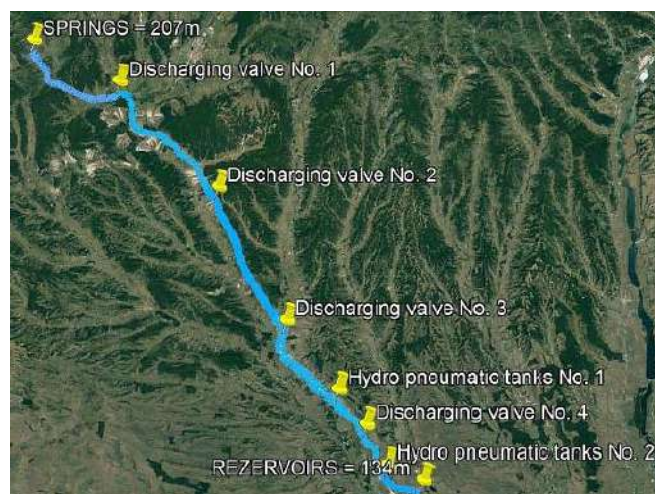 SPRINGS = 207m
Discharging valve No. 1
Discharging valve No. 2
Discharging valve No. 3
Hydro pneumatic tanks No. 1
Discharging valve No. 4
Hydro pneumatic tanks No. 2
REZERVOIRS = 134m